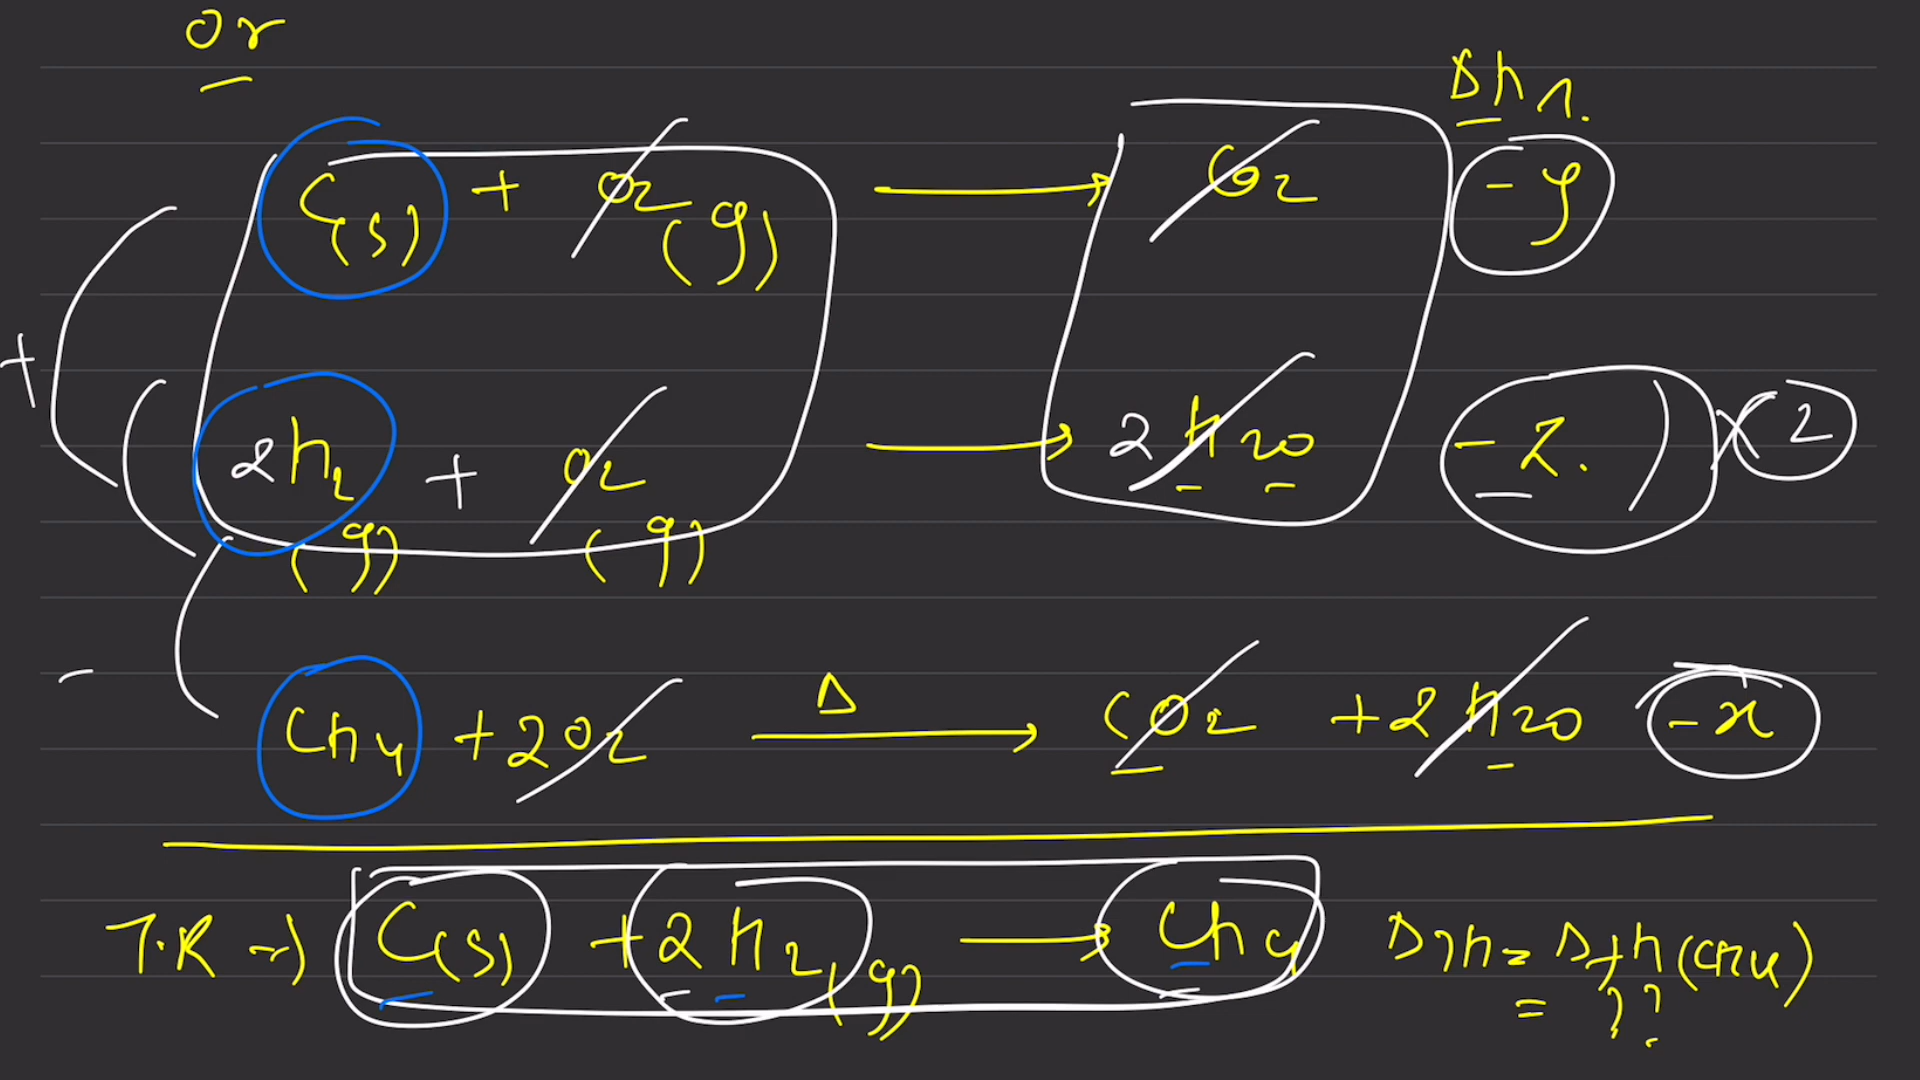 or
Δh1.
C(s) + O2(g) ⟶ CO2 -y
+
2h2(g) + O2(g) ⟶ 2h2O -z.) × 2
-
Ch4 + 2O2 Δ⟶ CO2 + 2h2O -x
T.R → C(s) + 2h2(g) ⟶ Ch4 Δrh = Δfh(CH4)
= ??